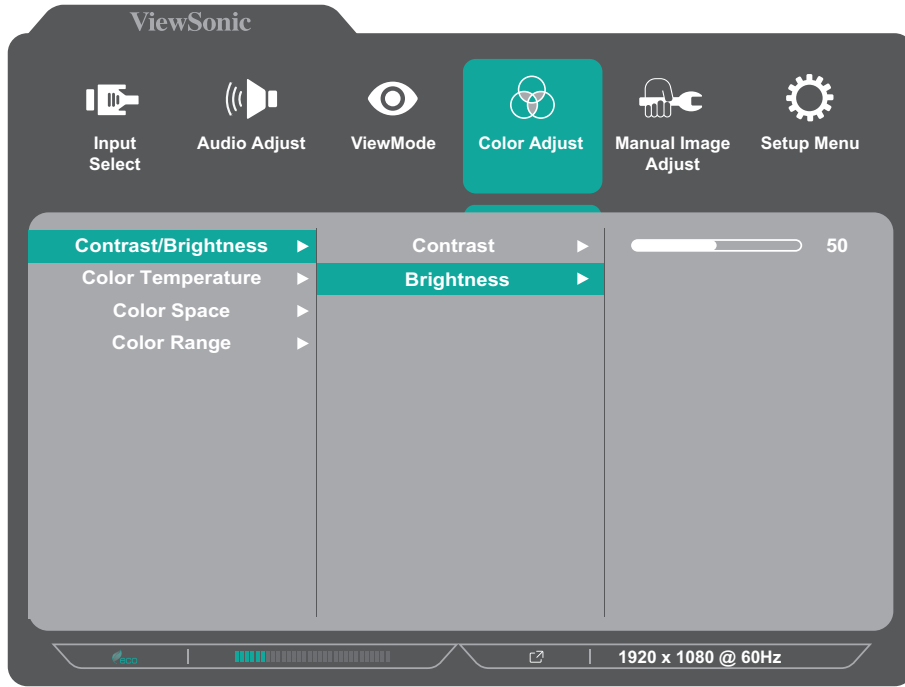 ViewSonic
Input
Select
Audio Adjust
ViewMode
Color Adjust
Manual Image
Adjust
Setup Menu
Contrast/Brightness
Contrast
50
Color Temperature
Brightness
Color Space
Color Range
eco
1920 x 1080 @ 60Hz